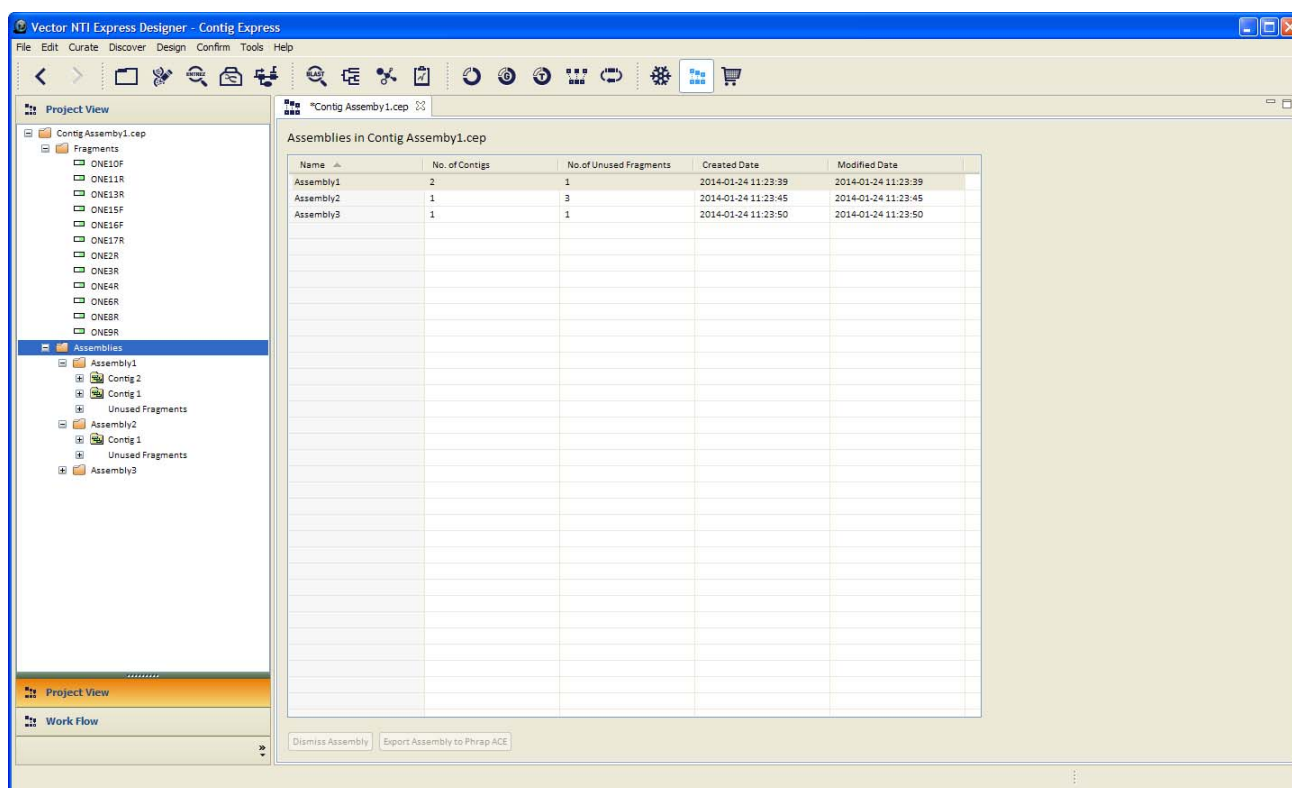 Vector NTI Express Designer - Contig Express
File Edit Curate Discover Design Confirm Tools Help
ENTREZ
BLAST
G
T
Project View
*Contig Assemby1.cep
Contig Assemby1.cep
Fragments
ONE10F
ONE11R
ONE13R
ONE15F
ONE16F
ONE17R
ONE2R
ONE3R
ONE4R
ONE6R
ONE8R
ONE9R
Assemblies
Assembly1
Contig 2
Contig 1
Unused Fragments
Assembly2
Contig 1
Unused Fragments
Assembly3
Assemblies in Contig Assemby1.cep
Name No. of Contigs No.of Unused Fragments Created Date Modified Date
Assembly1 2 1 2014-01-24 11:23:39 2014-01-24 11:23:39
Assembly2 1 3 2014-01-24 11:23:45 2014-01-24 11:23:45
Assembly3 1 1 2014-01-24 11:23:50 2014-01-24 11:23:50
Project View
Work Flow
Dismiss Assembly Export Assembly to Phrap ACE